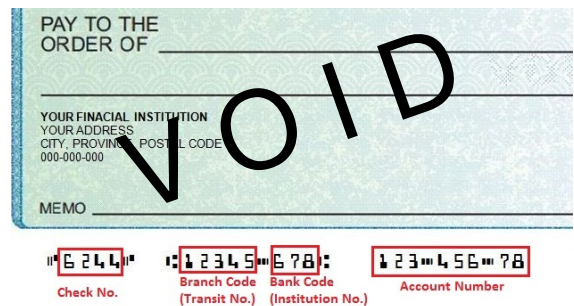 PAY TO THE
ORDER OF
VOID
YOUR FINACIAL INSTITUTION
YOUR ADDRESS
CITY, PROVINCE, POSTAL CODE
000-000-000
MEMO
⑈6244⑈ ⑆12345⑉678⑆ 123⑉456⑉78
Check No. Branch Code Bank Code Account Number
(Transit No.) (Institution No.)